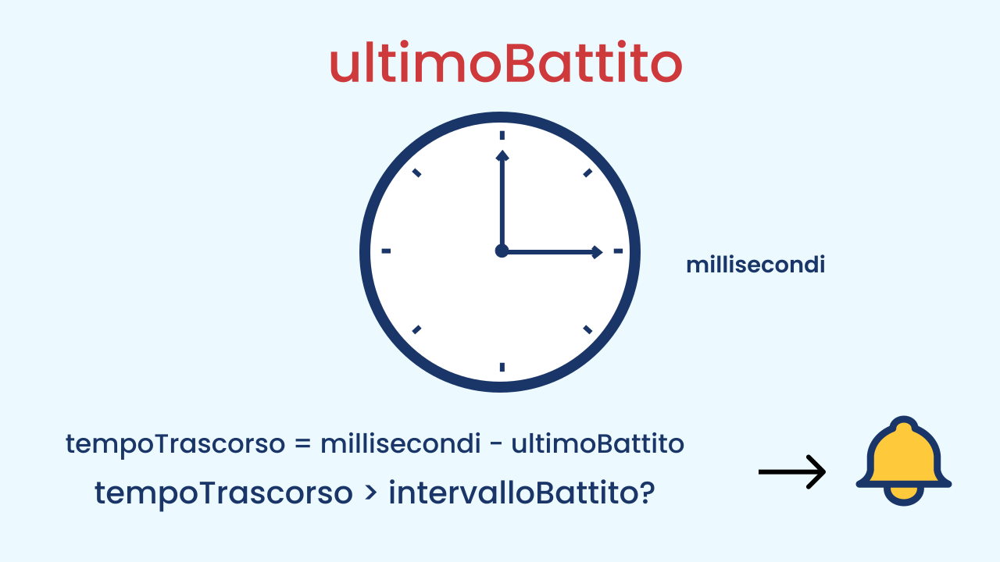 ultimoBattito
millisecondi
tempoTrascorso = millisecondi - ultimoBattito
tempoTrascorso > intervalloBattito?